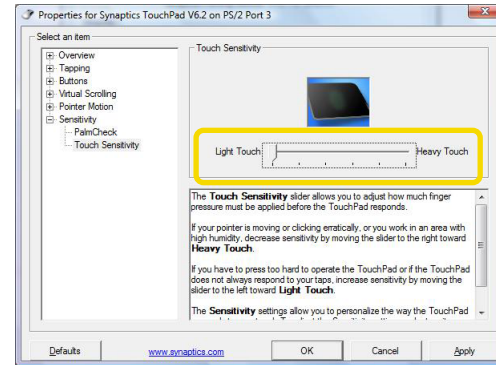 Properties for Synaptics TouchPad V6.2 on PS/2 Port 3
Select an item
Overview
Tapping
Buttons
Virtual Scrolling
Pointer Motion
Sensitivity
PalmCheck
Touch Sensitivity
Touch Sensitivity
Light Touch
Heavy Touch
The Touch Sensitivity slider allows you to adjust how much finger
pressure must be applied before the TouchPad responds.
If your pointer is moving or clicking erratically, or you work in an area with
high humidity, decrease sensitivity by moving the slider to the right toward
Heavy Touch.
If you have to press too hard to operate the TouchPad or if the TouchPad
does not always respond to your taps, increase sensitivity by moving the
slider to the left toward Light Touch.
The Sensitivity settings allow you to personalize the way the TouchPad
Defaults
www.synaptics.com
OK
Cancel
Apply